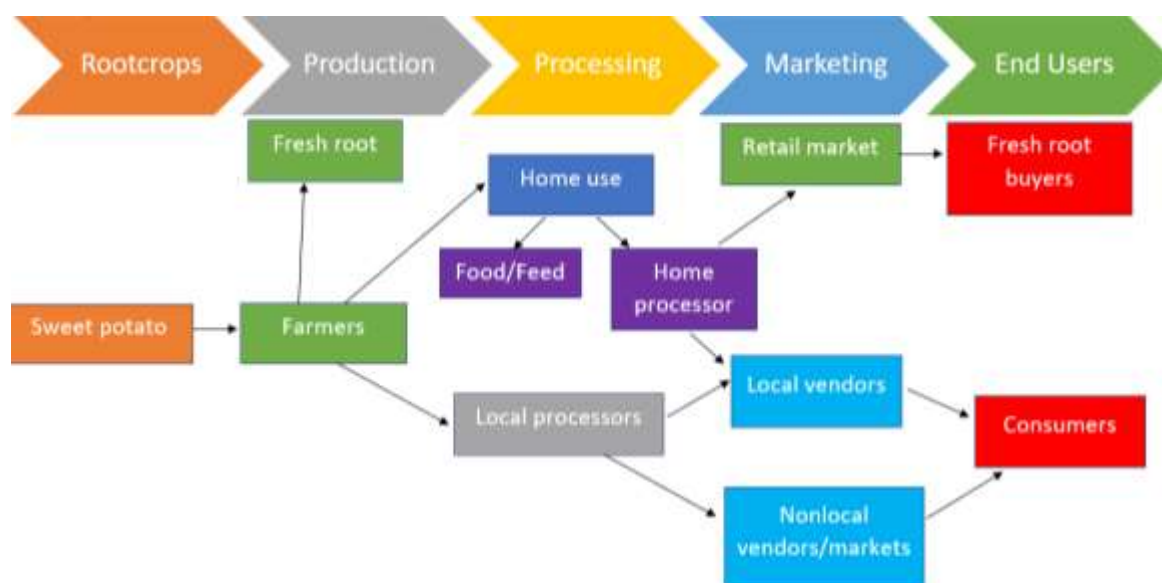 Rootcrops
Production
Processing
Marketing
End Users
Fresh root
Home use
Retail market
Fresh root
buyers
Food/Feed
Home
processor
Sweet potato
Farmers
Local processors
Local vendors
Consumers
Nonlocal
vendors/markets